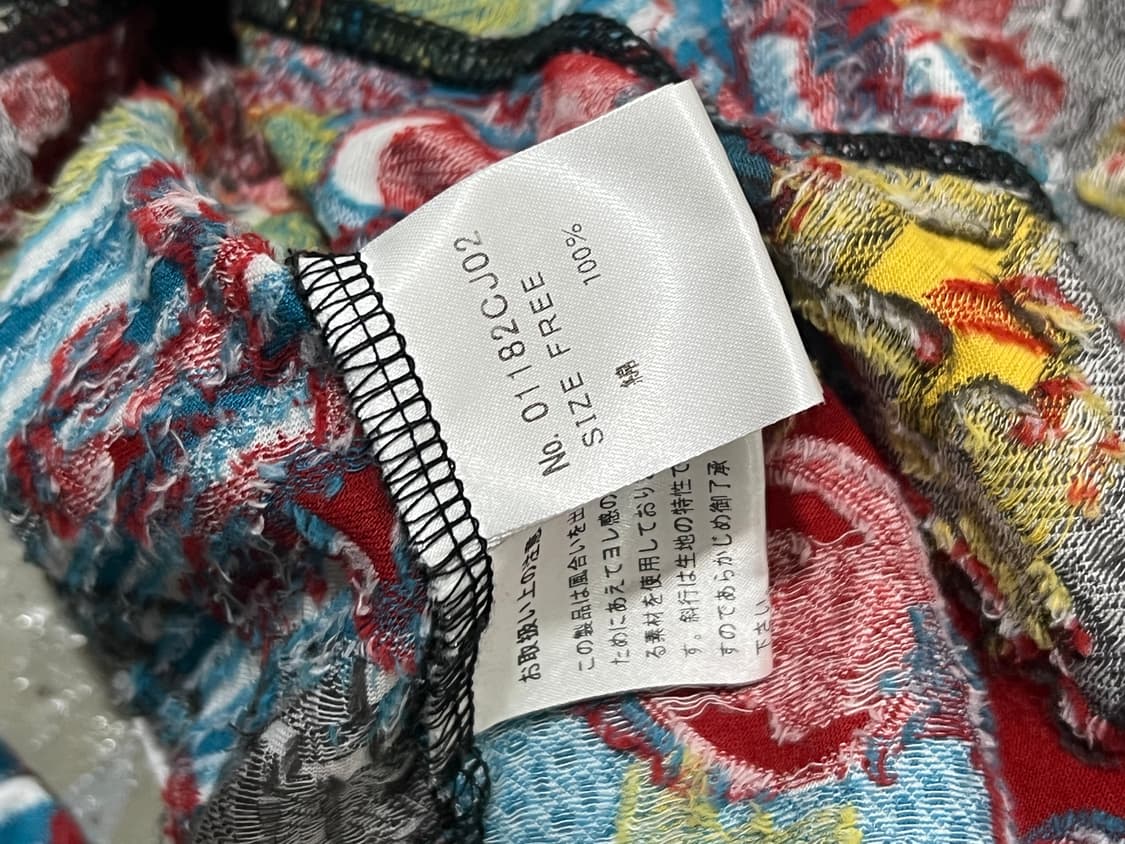 No. 01182CJ02
SIZE FREE
綿 100%
お取扱い上の注意
この製品は風合いを出
ためにあえてヨレ感の
る素材を使用しており
す。斜行は生地の特性で
すのであらかじめ御了承
下さい